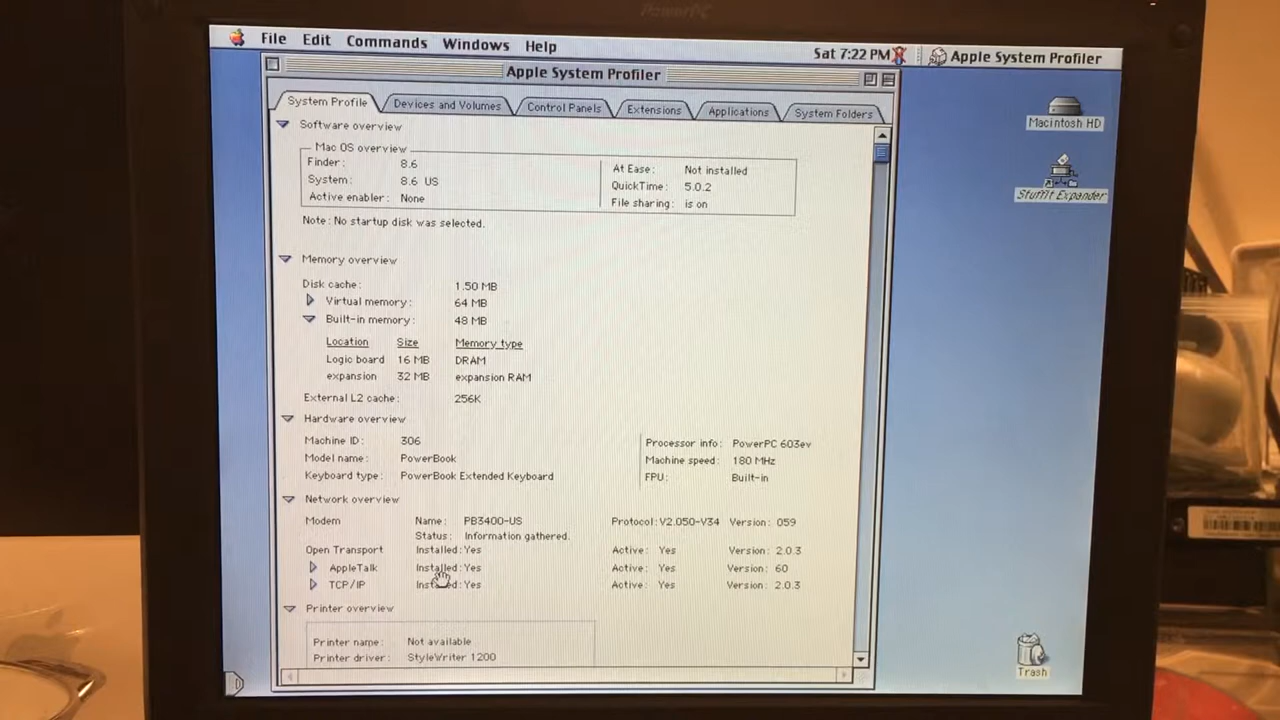 PowerPC
File Edit Commands Windows Help Sat 7:22 PM Apple System Profiler
Apple System Profiler
System Profile Devices and Volumes Control Panels Extensions Applications System Folders
Software overview
Mac OS overview
Finder: 8.6 At Ease: Not installed
System: 8.6 US QuickTime: 5.0.2
Active enabler: None File sharing: is on
Note: No startup disk was selected.
Memory overview
Disk cache: 1.50 MB
Virtual memory: 64 MB
Built-in memory: 48 MB
Location Size Memory type
Logic board 16 MB DRAM
expansion 32 MB expansion RAM
External L2 cache: 256K
Hardware overview
Machine ID: 306 Processor info: PowerPC 603ev
Model name: PowerBook Machine speed: 180 MHz
Keyboard type: PowerBook Extended Keyboard FPU: Built-in
Network overview
Modem Name: PB3400-US Protocol: V2.050-V34 Version: 059
Status: Information gathered.
Open Transport Installed: Yes Active: Yes Version: 2.0.3
AppleTalk Installed: Yes Active: Yes Version: 60
TCP/IP Installed: Yes Active: Yes Version: 2.0.3
Printer overview
Printer name: Not available
Printer driver: StyleWriter 1200
Macintosh HD
StuffIt Expander
Trash